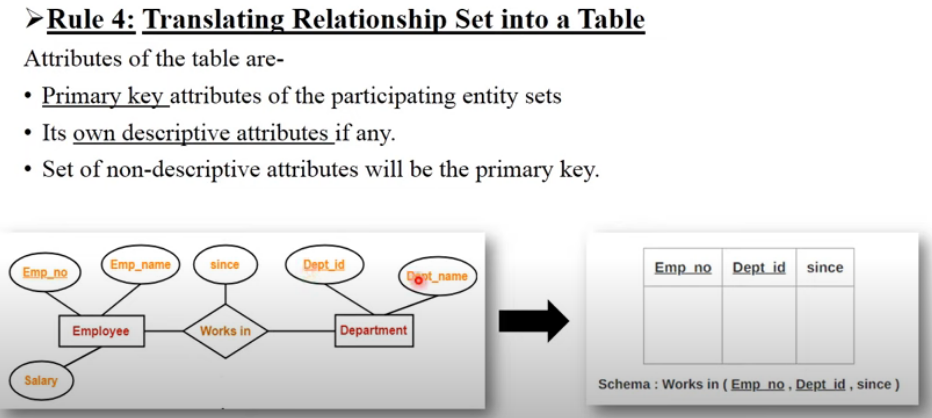 ➢Rule 4: Translating Relationship Set into a Table
Attributes of the table are-
• Primary key attributes of the participating entity sets
• Its own descriptive attributes if any.
• Set of non-descriptive attributes will be the primary key.
Emp_no
Emp_name
since
Dept_id
Dept_name
Employee
Works in
Department
Salary
Emp_no Dept_id since
Schema : Works in ( Emp_no , Dept_id , since )